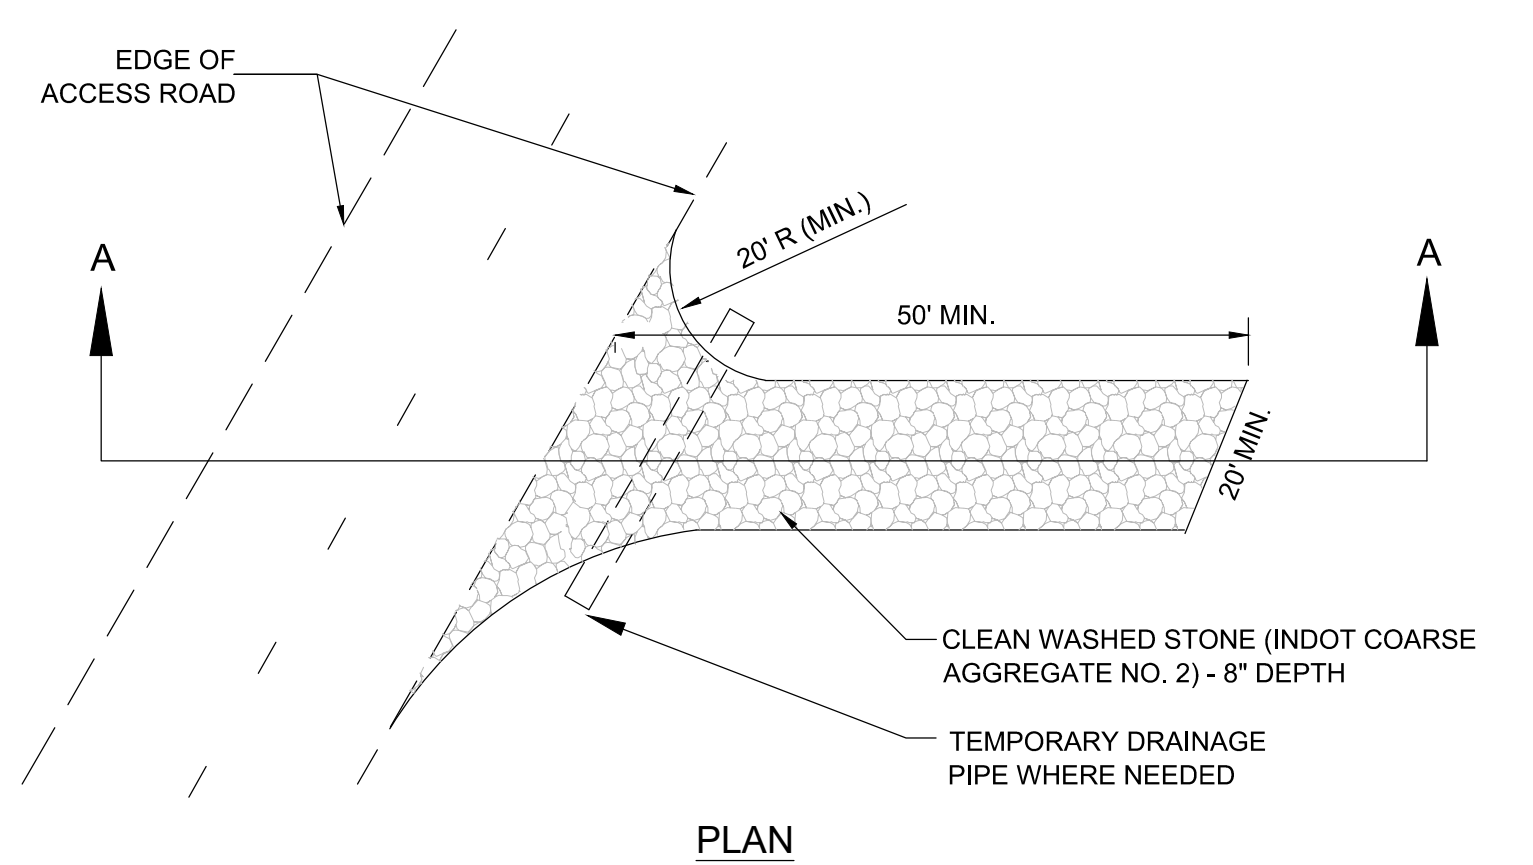 EDGE OF
ACCESS ROAD
20' R (MIN.)
A
A
50' MIN.
20' MIN.
CLEAN WASHED STONE (INDOT COARSE
AGGREGATE NO. 2) - 8" DEPTH
TEMPORARY DRAINAGE
PIPE WHERE NEEDED
PLAN